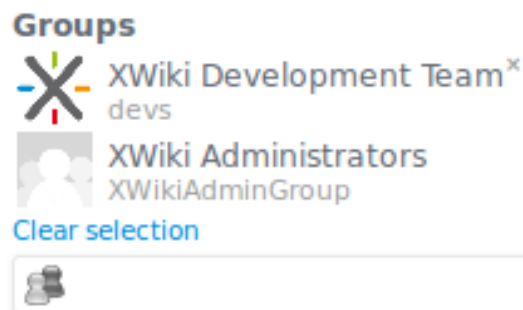 Groups
XWiki Development Team ×
devs
XWiki Administrators
XWikiAdminGroup
Clear selection